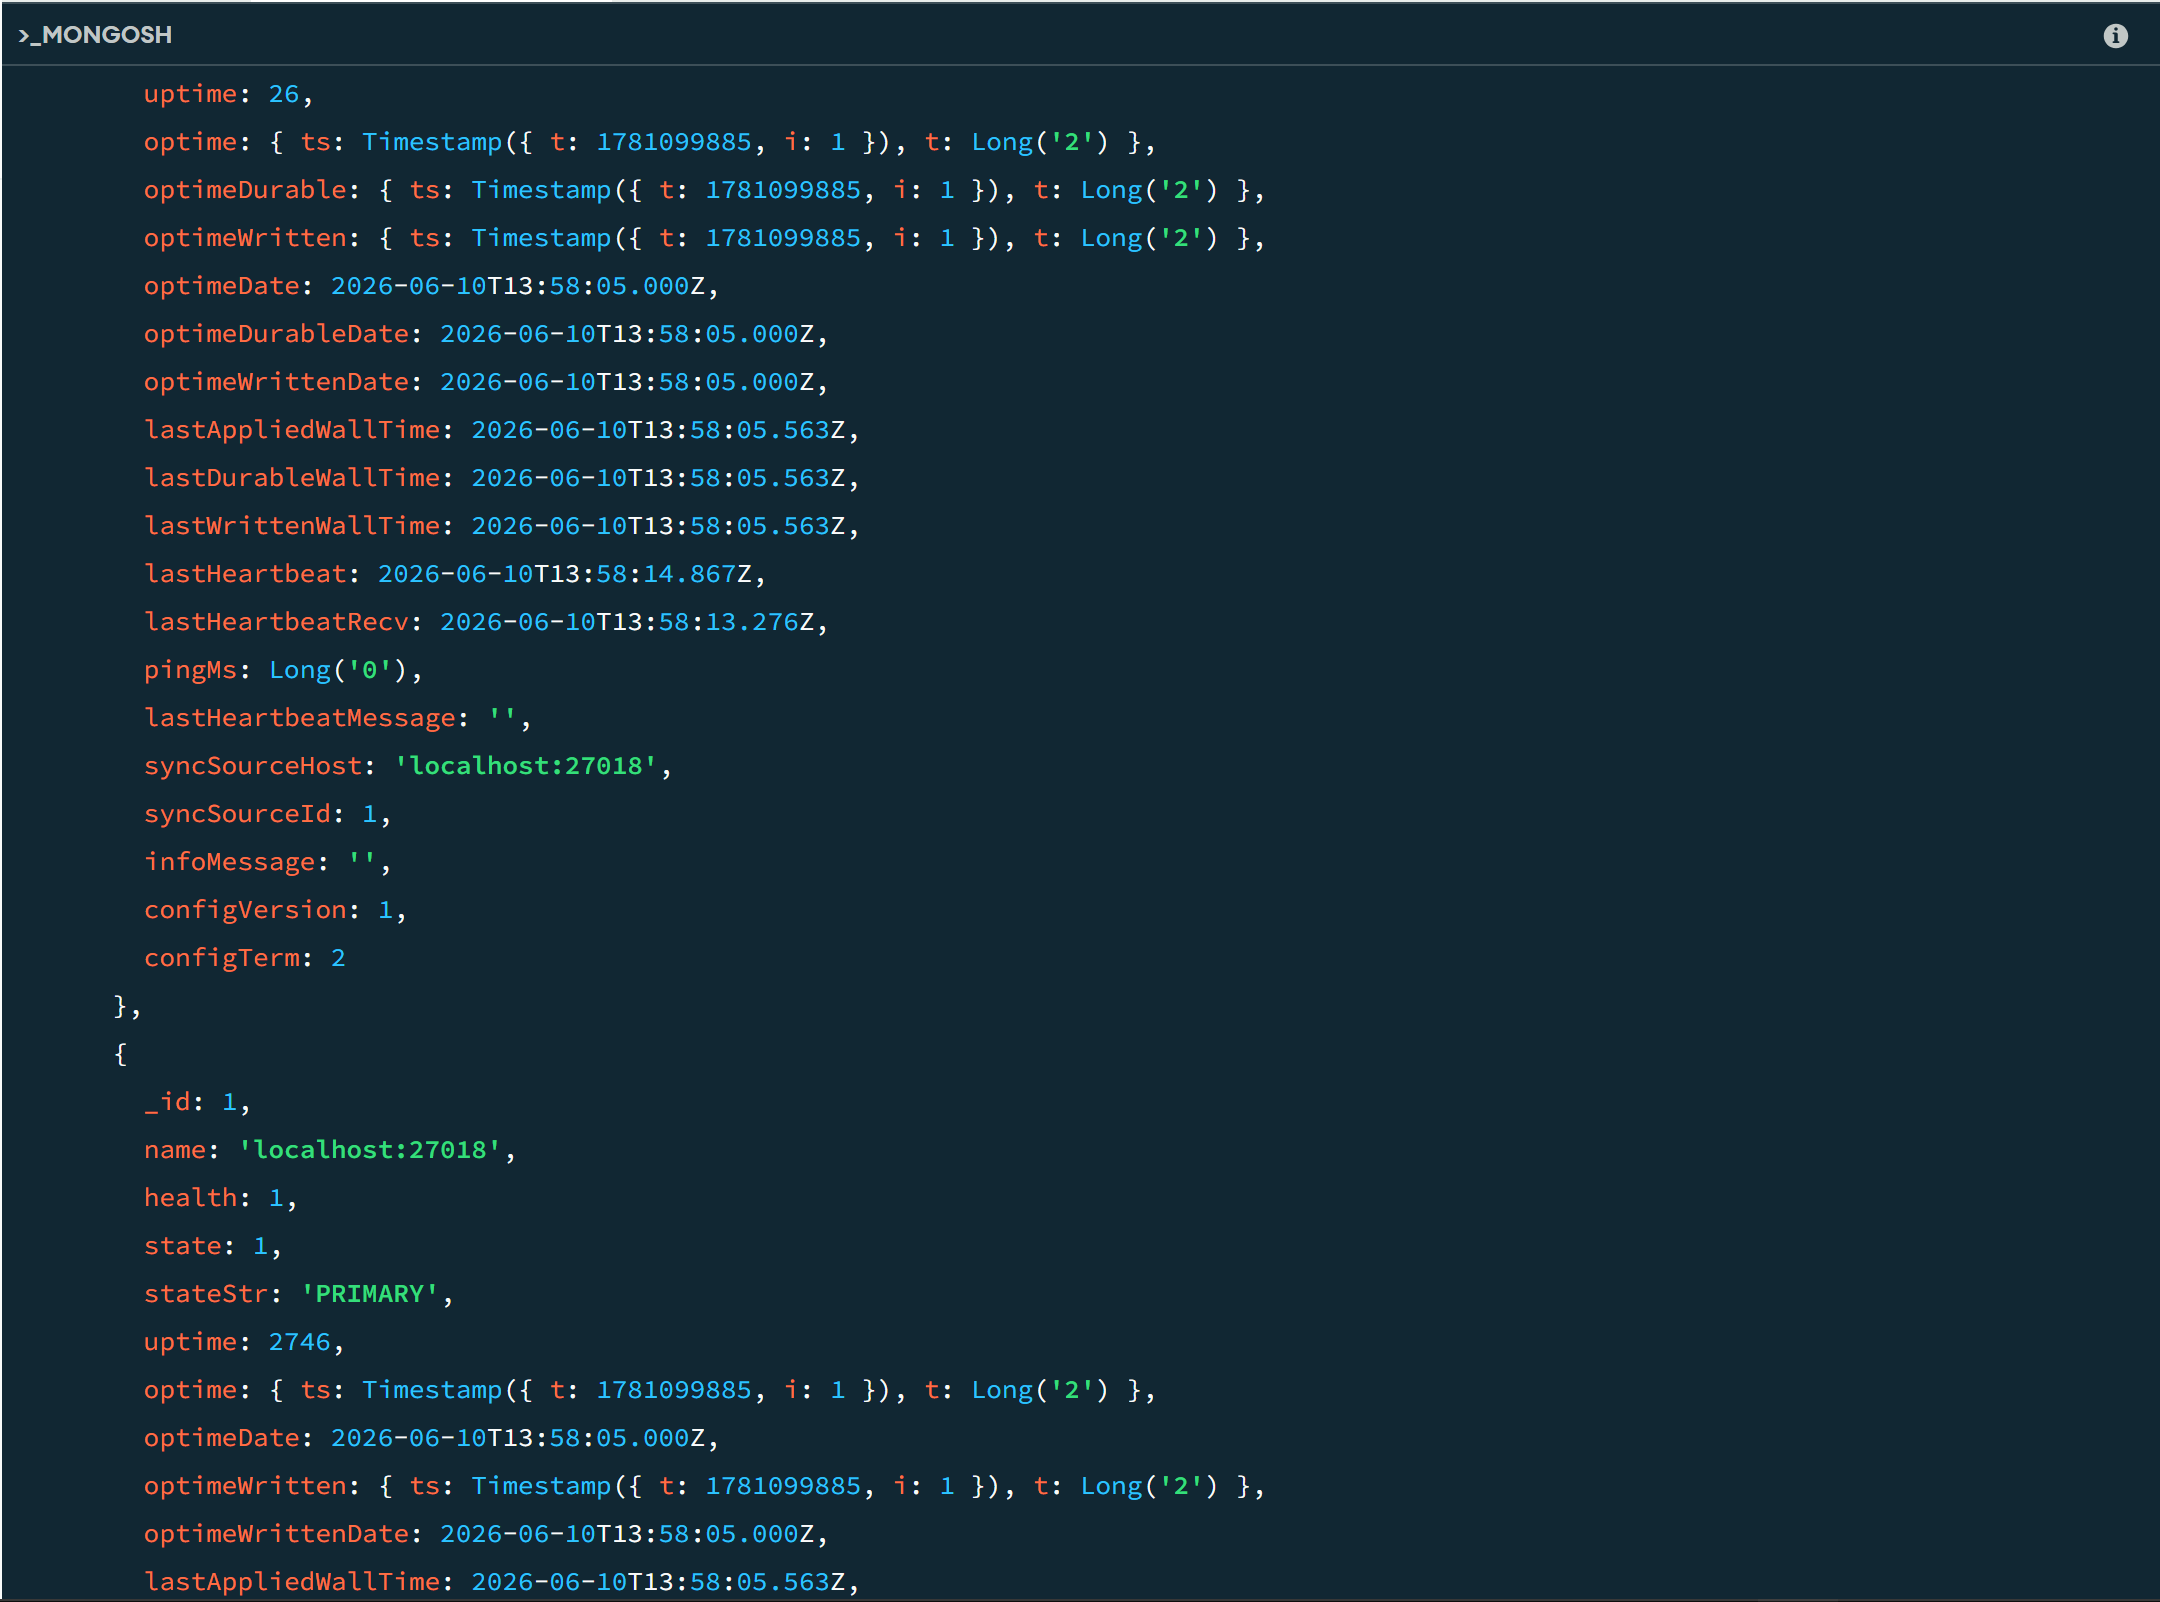 >_MONGOSH
uptime: 26,
optime: { ts: Timestamp({ t: 1781099885, i: 1 }), t: Long('2') },
optimeDurable: { ts: Timestamp({ t: 1781099885, i: 1 }), t: Long('2') },
optimeWritten: { ts: Timestamp({ t: 1781099885, i: 1 }), t: Long('2') },
optimeDate: 2026-06-10T13:58:05.000Z,
optimeDurableDate: 2026-06-10T13:58:05.000Z,
optimeWrittenDate: 2026-06-10T13:58:05.000Z,
lastAppliedWallTime: 2026-06-10T13:58:05.563Z,
lastDurableWallTime: 2026-06-10T13:58:05.563Z,
lastWrittenWallTime: 2026-06-10T13:58:05.563Z,
lastHeartbeat: 2026-06-10T13:58:14.867Z,
lastHeartbeatRecv: 2026-06-10T13:58:13.276Z,
pingMs: Long('0'),
lastHeartbeatMessage: '',
syncSourceHost: 'localhost:27018',
syncSourceId: 1,
infoMessage: '',
configVersion: 1,
configTerm: 2
},
{
_id: 1,
name: 'localhost:27018',
health: 1,
state: 1,
stateStr: 'PRIMARY',
uptime: 2746,
optime: { ts: Timestamp({ t: 1781099885, i: 1 }), t: Long('2') },
optimeDate: 2026-06-10T13:58:05.000Z,
optimeWritten: { ts: Timestamp({ t: 1781099885, i: 1 }), t: Long('2') },
optimeWrittenDate: 2026-06-10T13:58:05.000Z,
lastAppliedWallTime: 2026-06-10T13:58:05.563Z,